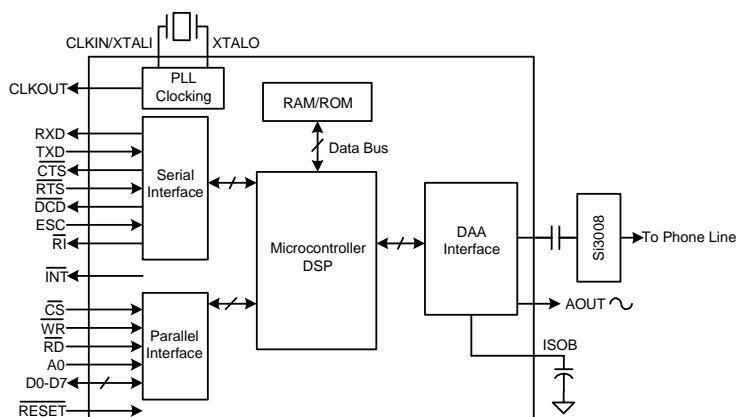 CLKIN/XTALI
XTALO
PLL
Clocking
CLKOUT
RAM/ROM
RXD
TXD
CTS
RTS
DCD
ESC
RI
Serial
Interface
Data Bus
Microcontroller
DSP
DAA
Interface
Si3008
To Phone Line
INT
AOUT
CS
WR
RD
A0
D0-D7
Parallel
Interface
ISOB
RESET